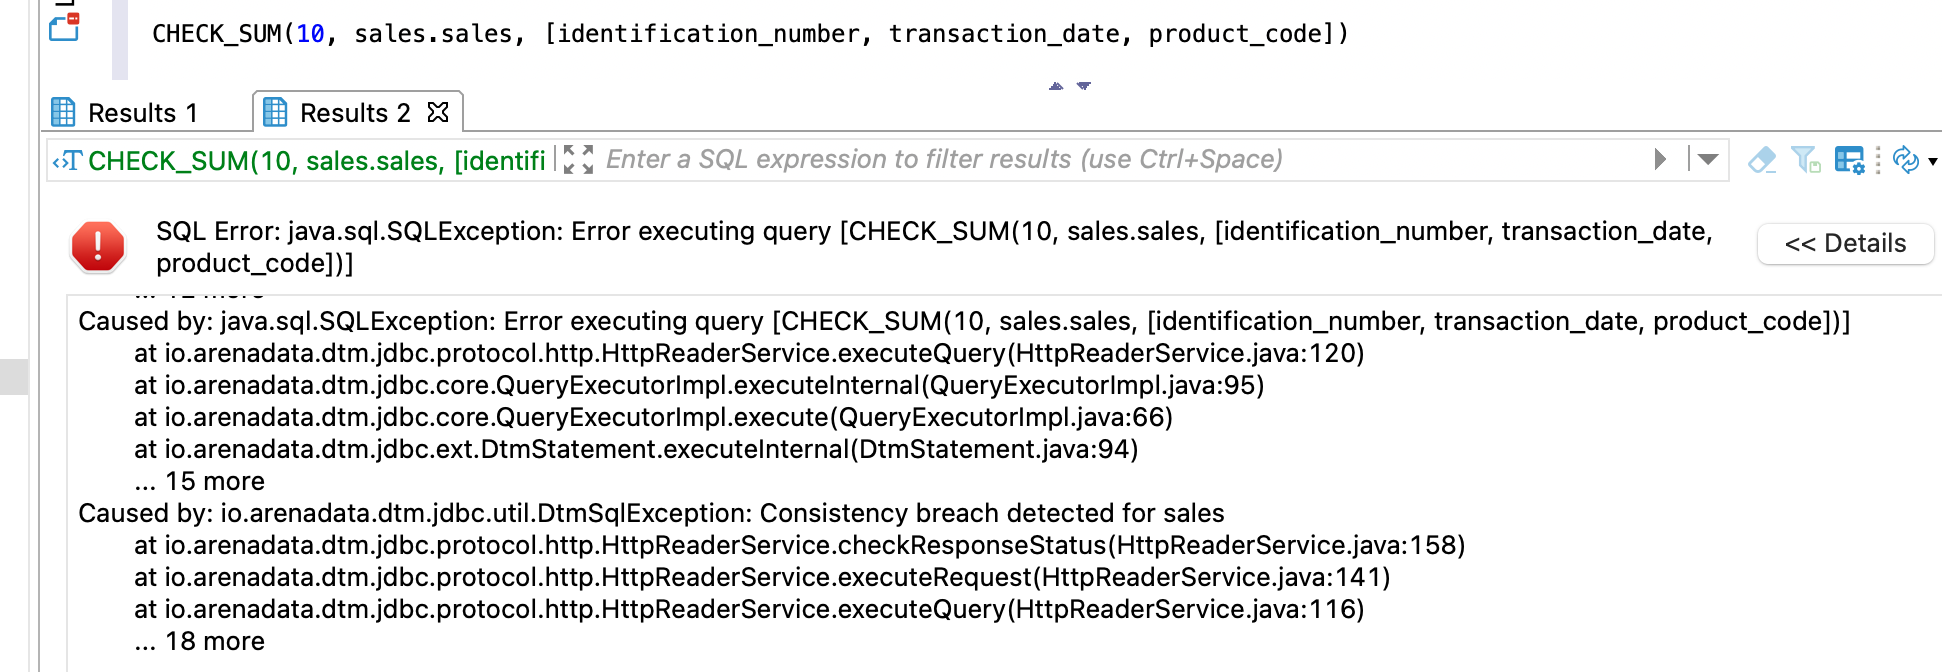 CHECK_SUM(10, sales.sales, [identification_number, transaction_date, product_code])
Results 1
Results 2
CHECK_SUM(10, sales.sales, [identifi
Enter a SQL expression to filter results (use Ctrl+Space)
SQL Error: java.sql.SQLException: Error executing query [CHECK_SUM(10, sales.sales, [identification_number, transaction_date,
product_code])]
<< Details
Caused by: java.sql.SQLException: Error executing query [CHECK_SUM(10, sales.sales, [identification_number, transaction_date, product_code])]
at io.arenadata.dtm.jdbc.protocol.http.HttpReaderService.executeQuery(HttpReaderService.java:120)
at io.arenadata.dtm.jdbc.core.QueryExecutorImpl.executeInternal(QueryExecutorImpl.java:95)
at io.arenadata.dtm.jdbc.core.QueryExecutorImpl.execute(QueryExecutorImpl.java:66)
at io.arenadata.dtm.jdbc.ext.DtmStatement.executeInternal(DtmStatement.java:94)
... 15 more
Caused by: io.arenadata.dtm.jdbc.util.DtmSqlException: Consistency breach detected for sales
at io.arenadata.dtm.jdbc.protocol.http.HttpReaderService.checkResponseStatus(HttpReaderService.java:158)
at io.arenadata.dtm.jdbc.protocol.http.HttpReaderService.executeRequest(HttpReaderService.java:141)
at io.arenadata.dtm.jdbc.protocol.http.HttpReaderService.executeQuery(HttpReaderService.java:116)
... 18 more